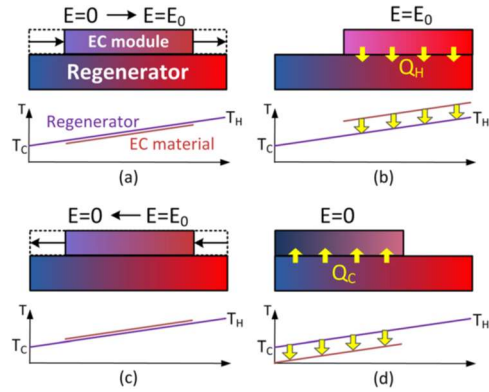 E=0 → E=E₀
EC module
Regenerator
T
Regenerator
T_H
T_C
EC material
(a)
E=E₀
Q_H
T
T_H
T_C
(b)
E=0 ← E=E₀
T
T_H
T_C
(c)
E=0
Q_C
T
T_H
T_C
(d)